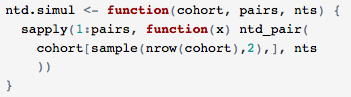 ntd.simul <- function(cohort, pairs, nts) {
  sapply(1:pairs, function(x) ntd_pair(
    cohort[sample(nrow(cohort),2),], nts
    ))
}